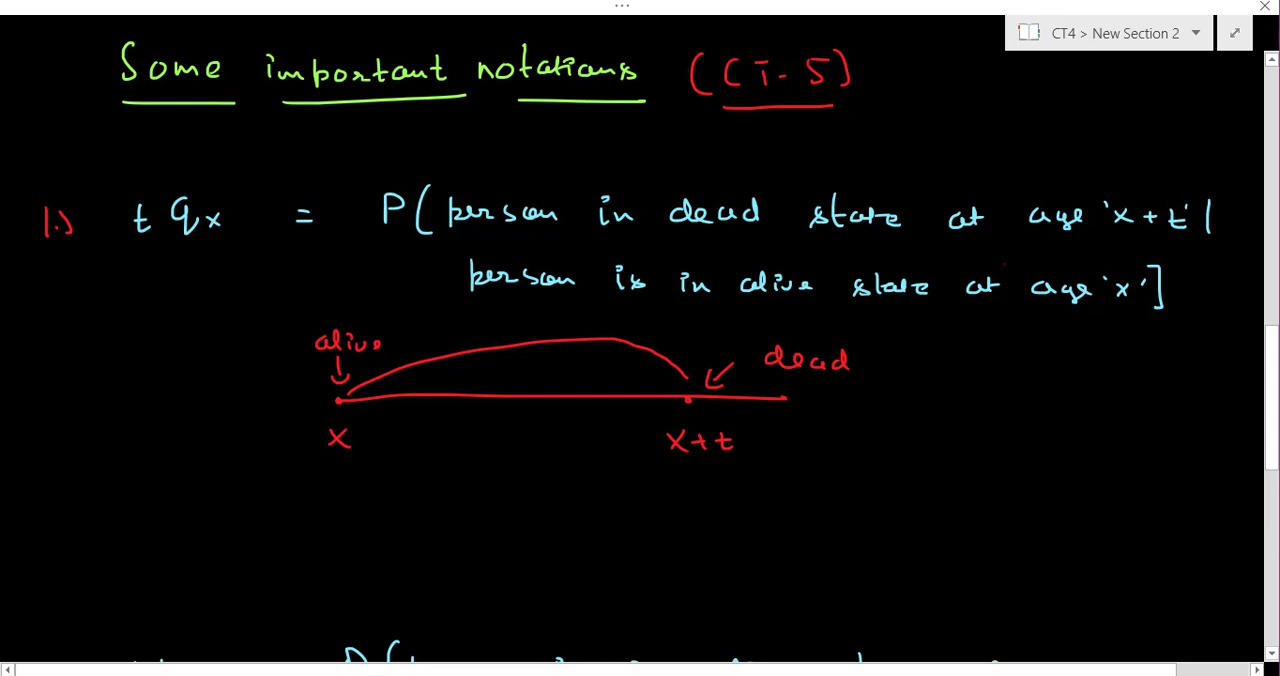 ...
CT4 > New Section 2
Some important notations (CT-5)
1.) t qx = P(person in dead state at age 'x+t' |
person is in alive state at age 'x']
alive
dead
x
x+t